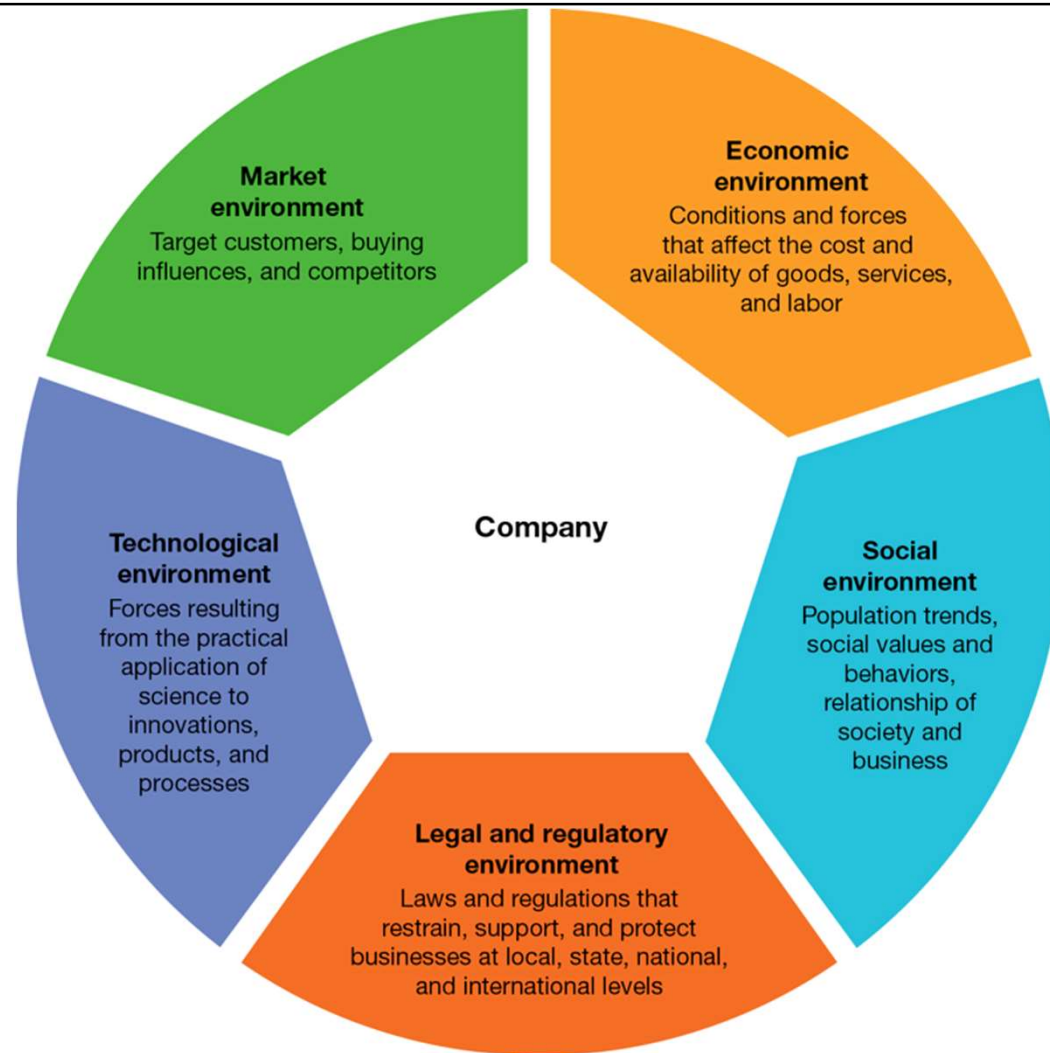 Market
environment
Target customers, buying
influences, and competitors
Economic
environment
Conditions and forces
that affect the cost and
availability of goods, services,
and labor
Company
Technological
environment
Forces resulting
from the practical
application of
science to
innovations,
products, and
processes
Social
environment
Population trends,
social values and
behaviors,
relationship of
society and
business
Legal and regulatory
environment
Laws and regulations that
restrain, support, and protect
businesses at local, state, national,
and international levels